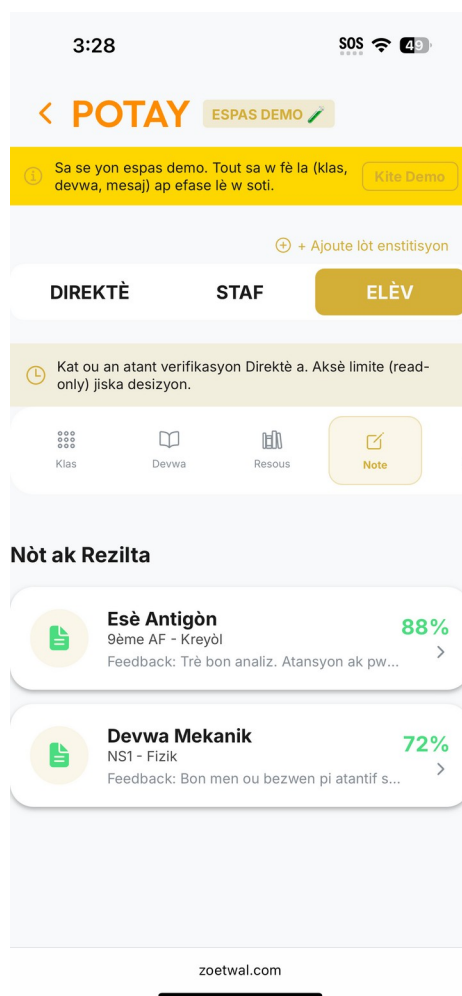 3:28
SOS
49
POTAY
ESPAS DEMO
Sa se yon espas demo. Tout sa w fè la (klas,
devwa, mesaj) ap efase lè w soti.
Kite Demo
+ Ajoute lòt enstitisyon
DIREKTÈ
STAF
ELÈV
Kat ou an atant verifikasyon Direktè a. Aksè limite (read-
only) jiska desizyon.
Klas
Devwa
Resous
Note
Nòt ak Rezilta
Esè Antigòn
88%
9ème AF - Kreyòl
Feedback: Trè bon analiz. Atansyon ak pw...
Devwa Mekanik
72%
NS1 - Fizik
Feedback: Bon men ou bezwen pi atantif s...
zoetwal.com